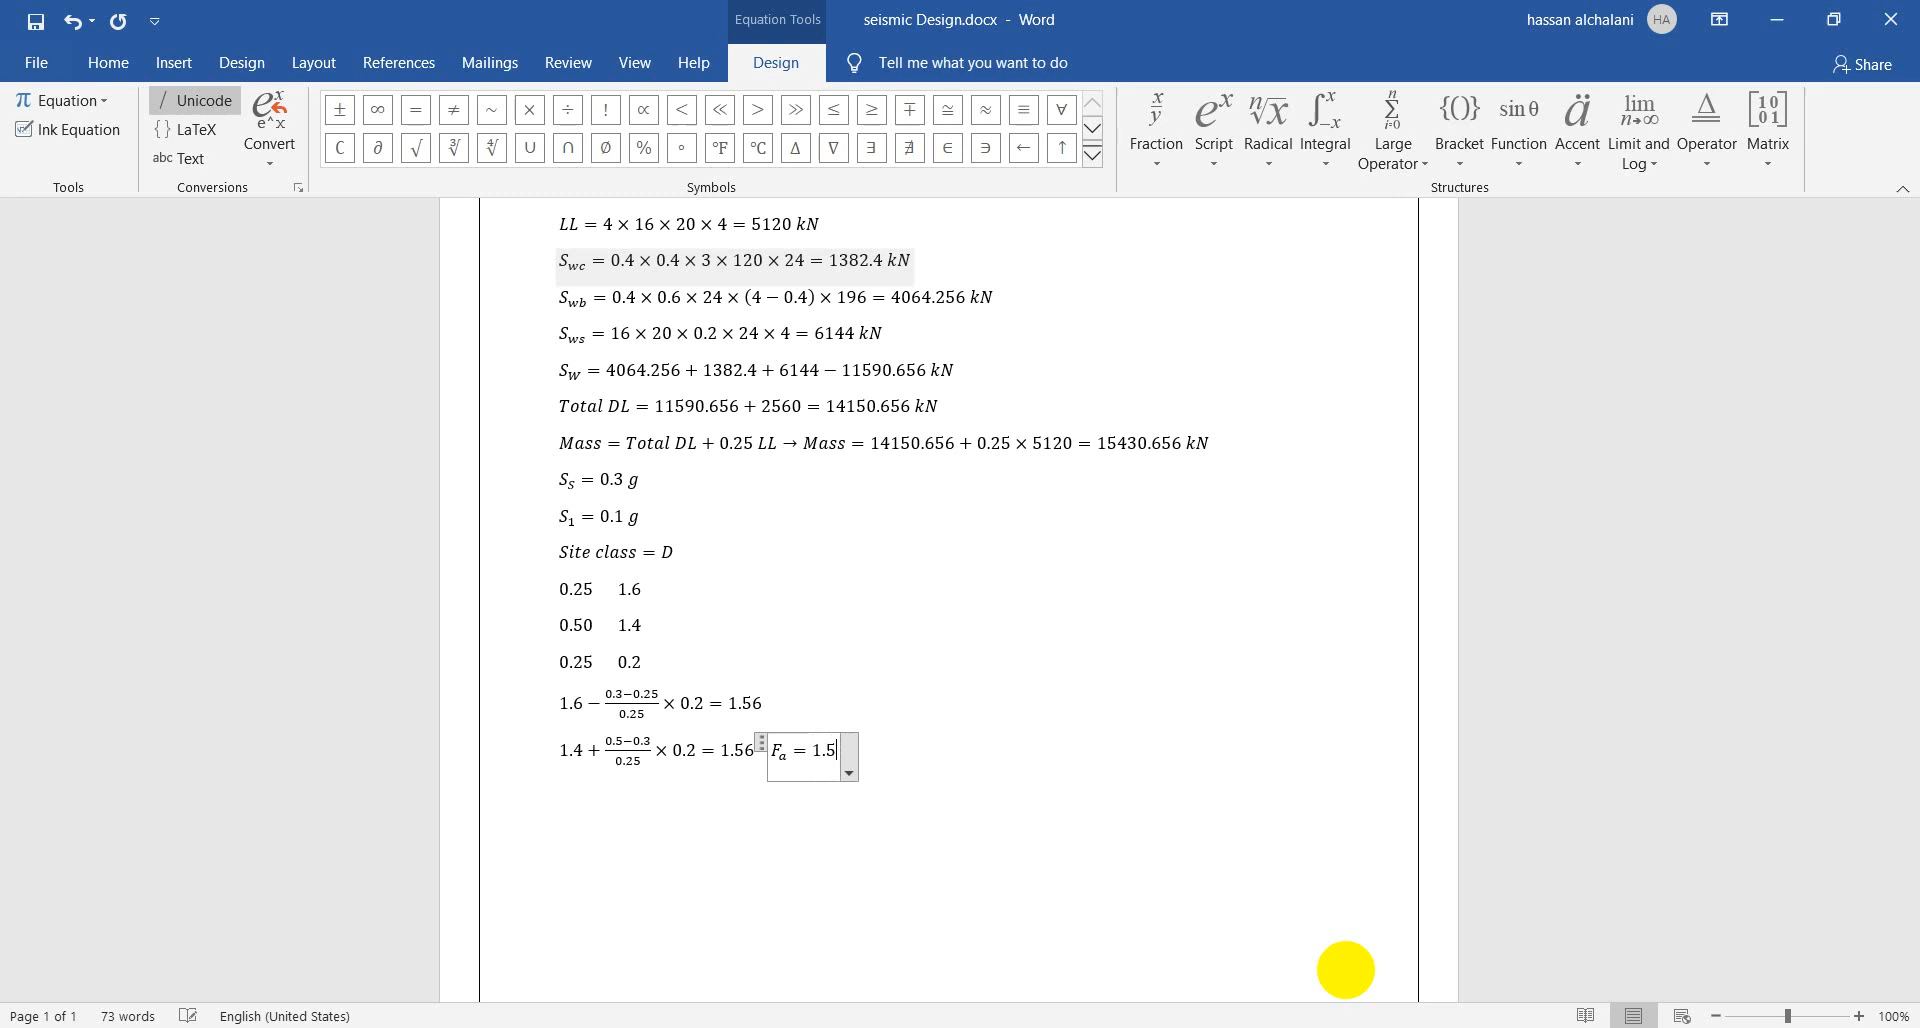 Equation Tools
seismic Design.docx - Word
hassan alchalani
HA
File Home Insert Design Layout References Mailings Review View Help Design Tell me what you want to do Share
π Equation
Ink Equation
Tools
/ Unicode
{ } LaTeX
abc Text
eˣ
e^x
Convert
Conversions
± ∞ = ≠ ~ × ÷ ! ∝ < ≪ > ≫ ≤ ≥ ∓ ≅ ≈ ≡ ∀
∁ ∂ √ ∛ ∜ ∪ ∩ ∅ % ° °F °C ∆ ∇ ∃ ∄ ∈ ∋ ← ↑
Symbols
Fraction
Script
Radical
Integral
Large Operator
Bracket
sin θ
Function
Accent
lim n→∞
Limit and Log
Operator
[1 0 0 1]
Matrix
Structures
LL = 4 × 16 × 20 × 4 = 5120 kN
S_wc = 0.4 × 0.4 × 3 × 120 × 24 = 1382.4 kN
S_wb = 0.4 × 0.6 × 24 × (4 − 0.4) × 196 = 4064.256 kN
S_ws = 16 × 20 × 0.2 × 24 × 4 = 6144 kN
S_W = 4064.256 + 1382.4 + 6144 − 11590.656 kN
Total DL = 11590.656 + 2560 = 14150.656 kN
Mass = Total DL + 0.25 LL → Mass = 14150.656 + 0.25 × 5120 = 15430.656 kN
S_S = 0.3 g
S_1 = 0.1 g
Site class = D
0.25 1.6
0.50 1.4
0.25 0.2
1.6 − (0.3−0.25)/0.25 × 0.2 = 1.56
1.4 + (0.5−0.3)/0.25 × 0.2 = 1.56 F_a = 1.5
Page 1 of 1 73 words English (United States) − + 100%